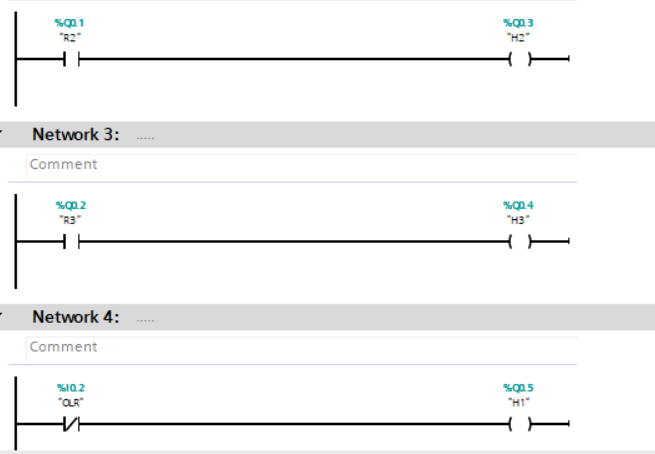 %Q0.1 %Q0.3
"R2" "H2"
Network 3: .....
Comment
%Q0.2 %Q0.4
"R3" "H3"
Network 4: .....
Comment
%I0.2 %Q0.5
"OLR" "H1"